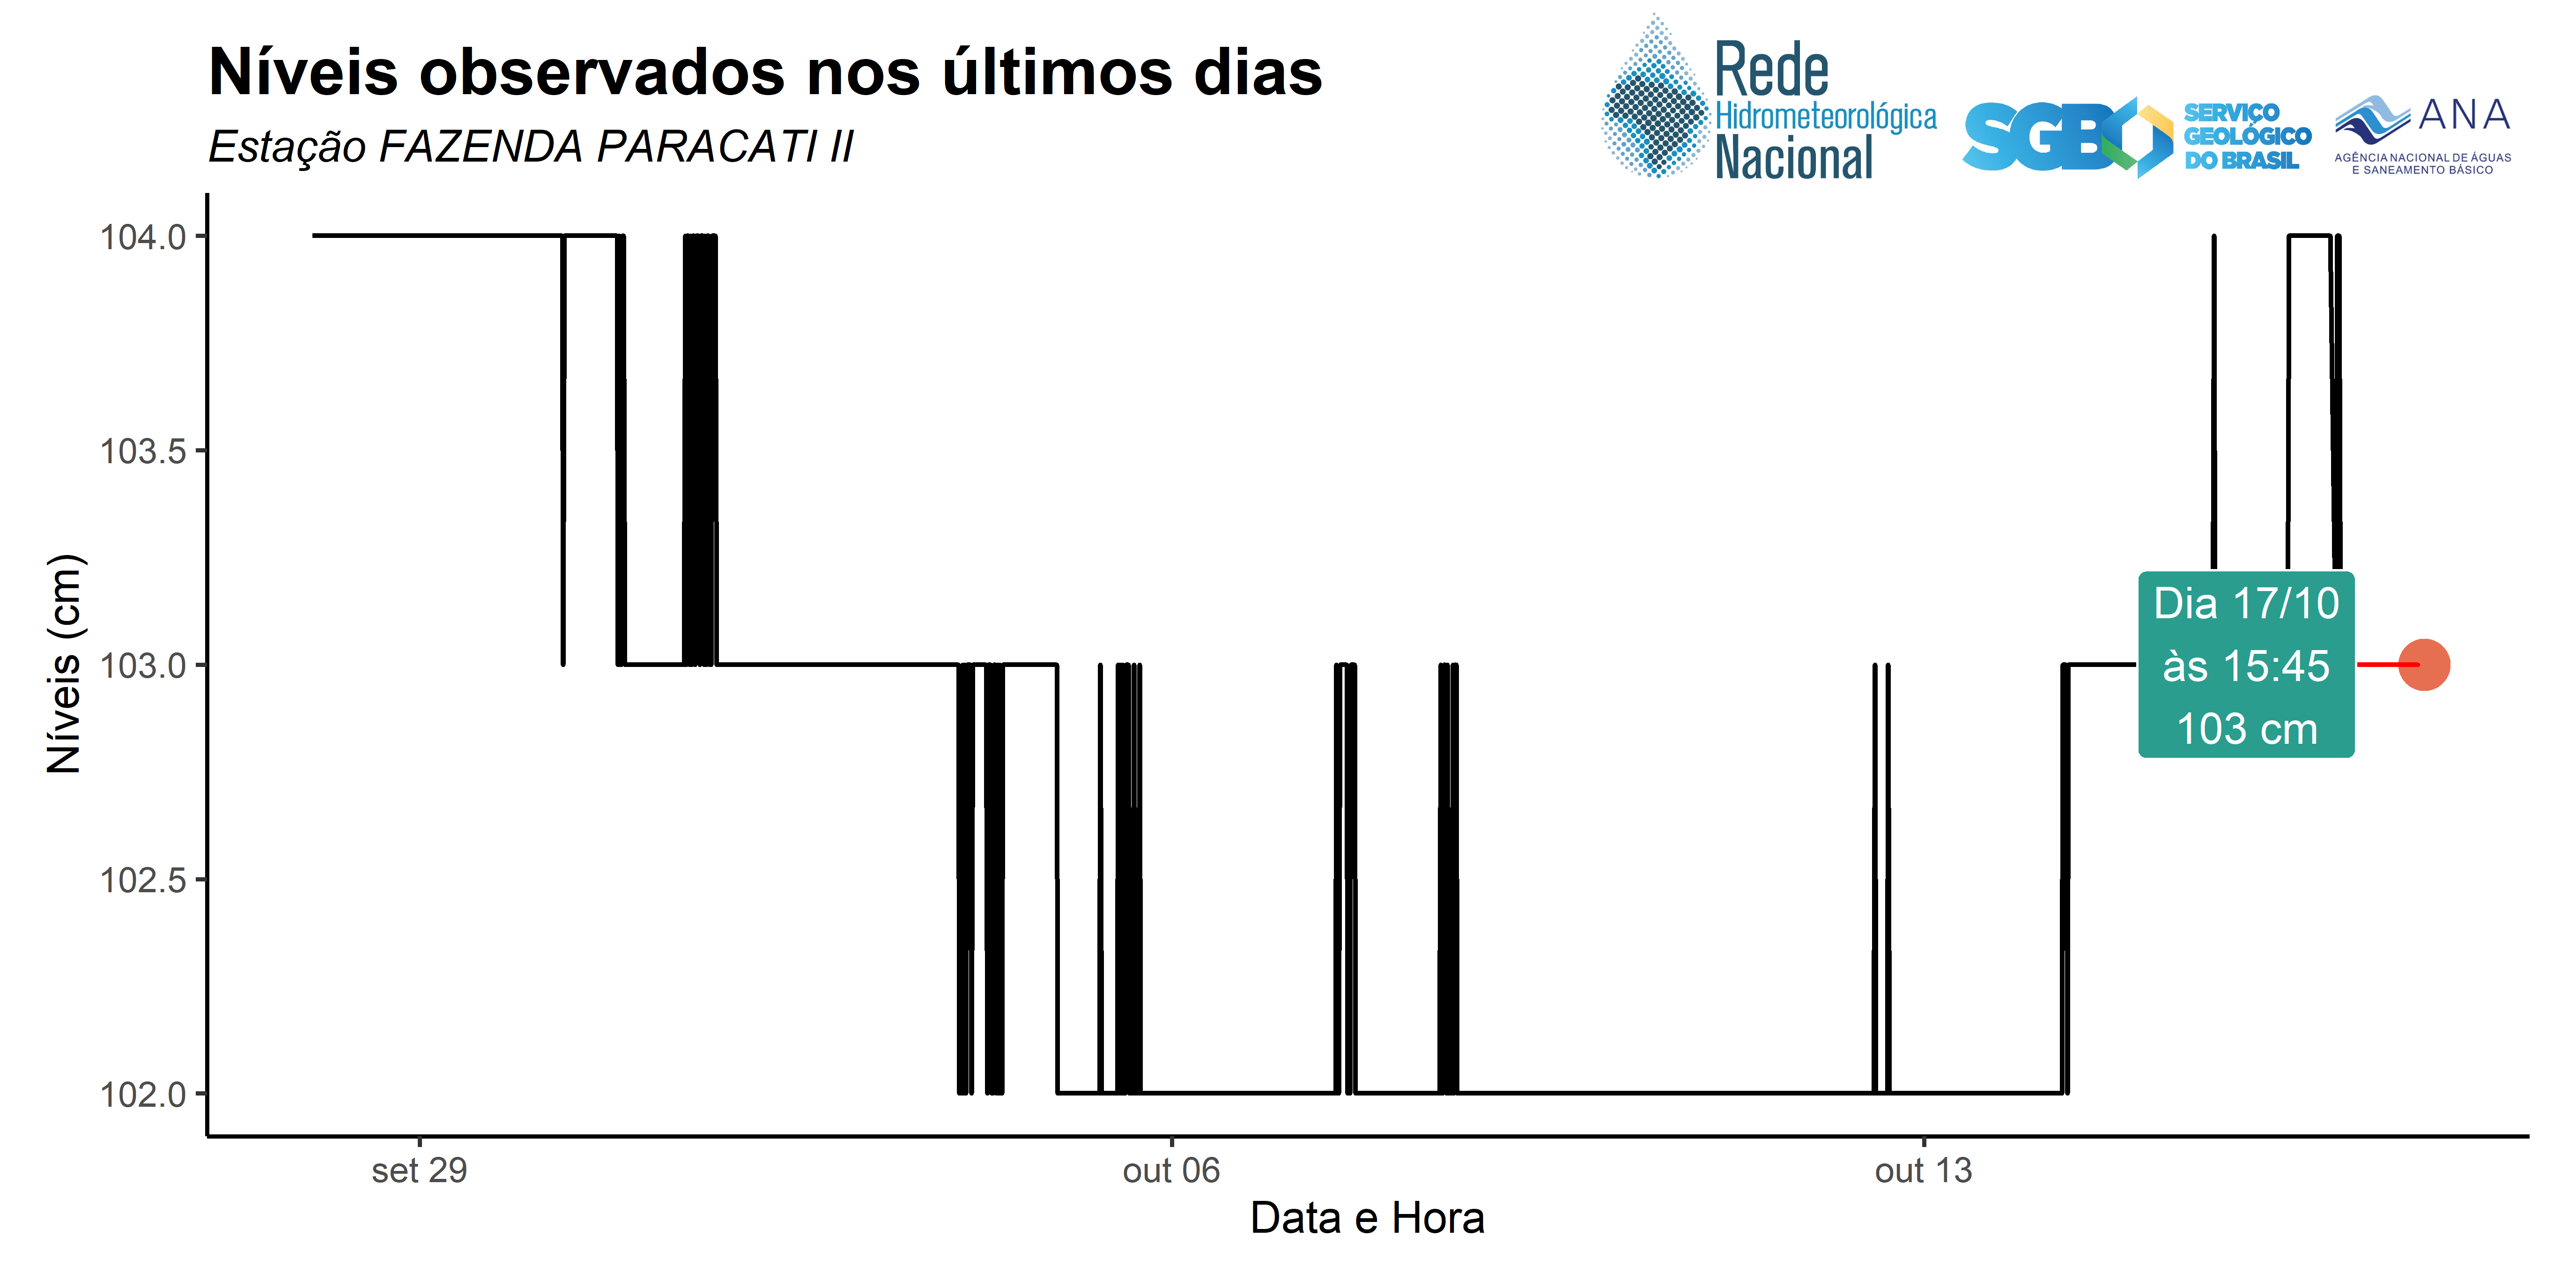 Níveis observados nos últimos dias
Estação FAZENDA PARACATI II
Rede
Hidrometeorológica
Nacional
SGB
SERVIÇO
GEOLÓGICO
DO BRASIL
ANA
AGÊNCIA NACIONAL DE ÁGUAS
E SANEAMENTO BÁSICO
Níveis (cm)
104.0
103.5
103.0
102.5
102.0
Dia 17/10
às 15:45
103 cm
set 29
out 06
out 13
Data e Hora